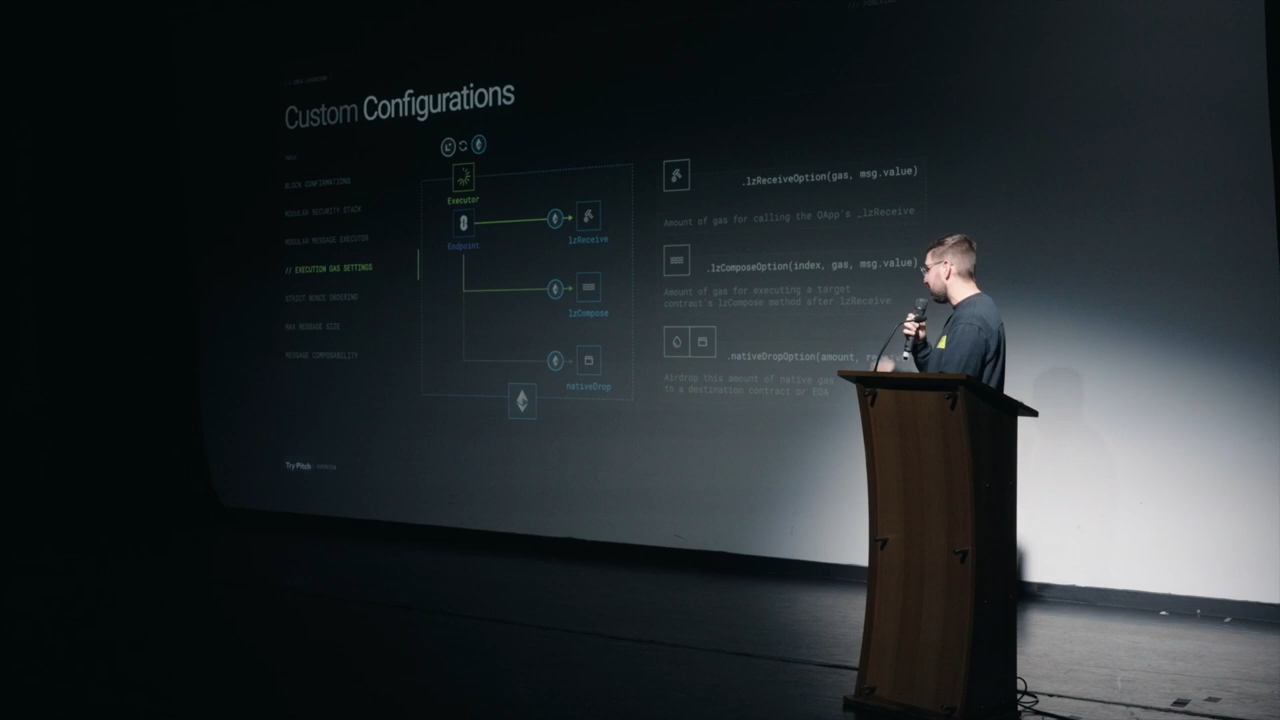 Custom Configurations
BLOCK CONFIRMATIONS
MODULAR SECURITY STACK
MODULAR MESSAGE EXECUTOR
// EXECUTION GAS SETTINGS
STRICT NONCE ORDERING
MAX MESSAGE SIZE
MESSAGE COMPOSABILITY
Executor
Endpoint
lzReceive
lzCompose
nativeDrop
.lzReceiveOption(gas, msg.value)
Amount of gas for calling the OApp's _lzReceive
.lzComposeOption(index, gas, msg.value)
Amount of gas for executing a target
contract's lzCompose method after lzReceive
.nativeDropOption(amount,
Airdrop this amount of native gas
to a destination contract or EOA
Try Pitch